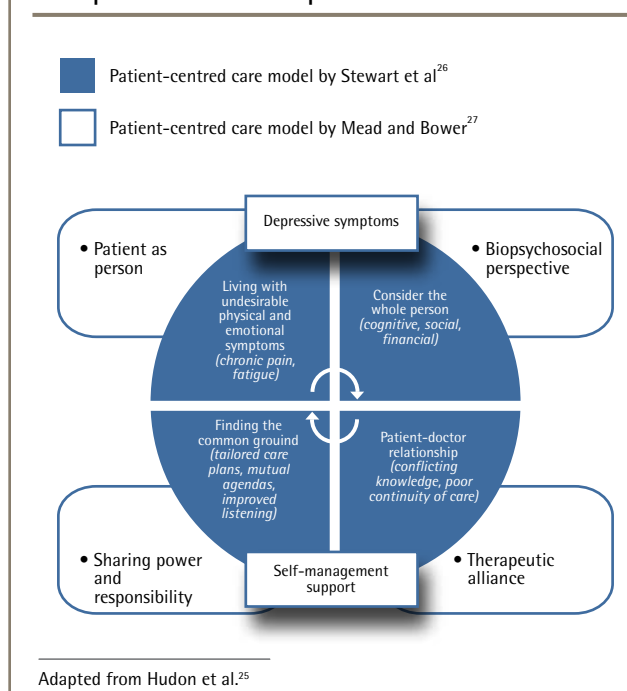 Patient-centred care model by Stewart et al26
Patient-centred care model by Mead and Bower27
Depressive symptoms
• Patient as
person
• Biopsychosocial
perspective
Living with
undesirable
physical and
emotional
symptoms
(chronic pain,
fatigue)
Consider the
whole person
(cognitive, social,
financial)
Finding the
common ground
(tailored care
plans, mutual
agendas,
improved
listening)
Patient-doctor
relationship
(conflicting
knowledge, poor
continuity of care)
• Sharing power
and
responsibility
Self-management
support
• Therapeutic
alliance
Adapted from Hudon et al.25